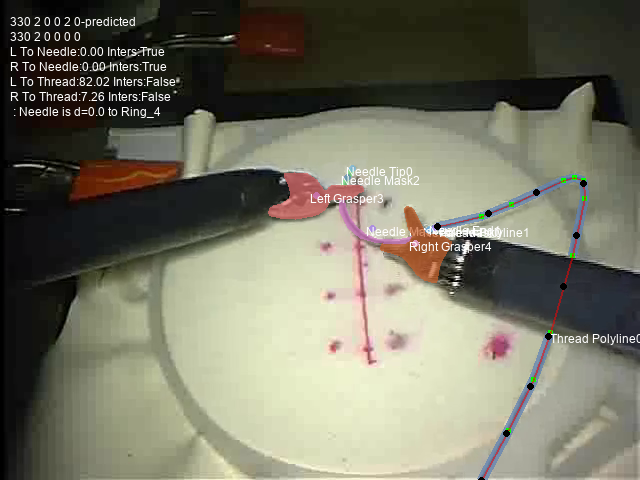 330 2 0 0 2 0-predicted
330 2 0 0 0 0
L To Needle:0.00 Inters:True
R To Needle:0.00 Inters:True
L To Thread:82.02 Inters:False
R To Thread:7.26 Inters:False
: Needle is d=0.0 to Ring_4
Needle Tip0
Needle Mask2
Left Grasper3
Right Grasper4
Thread Polyline0